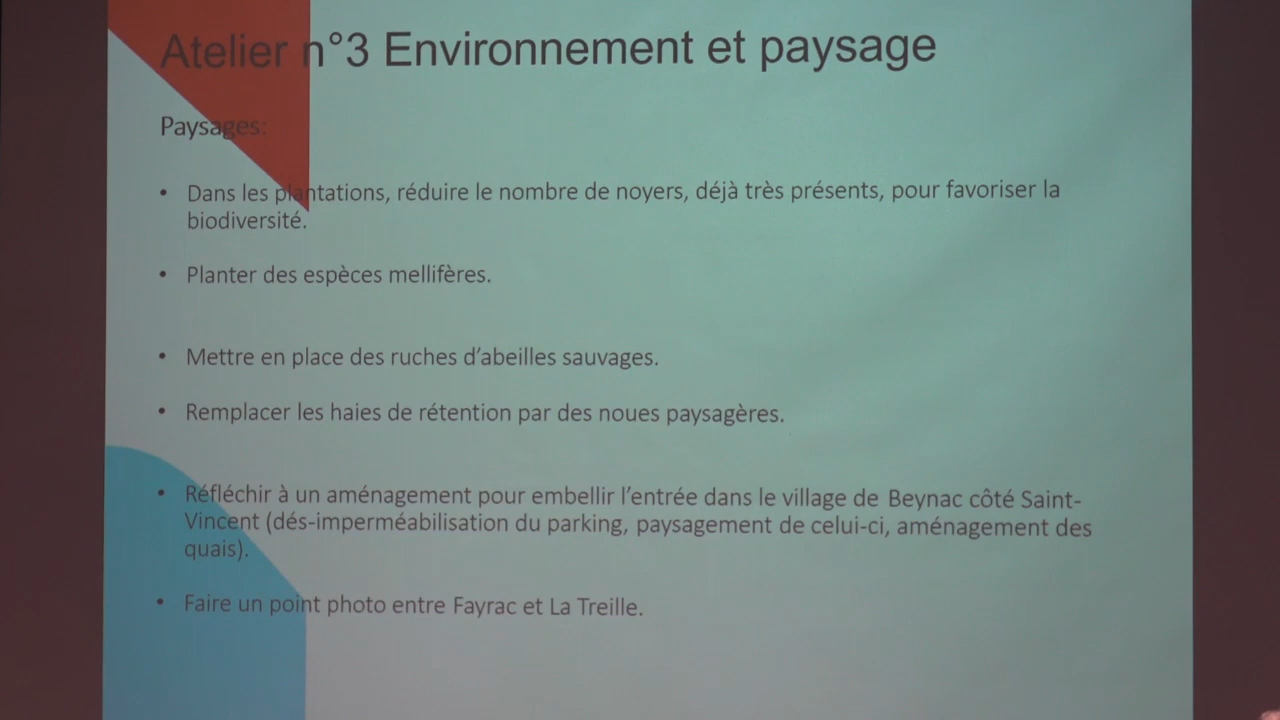 Atelier n°3 Environnement et paysage
Paysages:
• Dans les plantations, réduire le nombre de noyers, déjà très présents, pour favoriser la
biodiversité.
• Planter des espèces mellifères.
• Mettre en place des ruches d’abeilles sauvages.
• Remplacer les haies de rétention par des noues paysagères.
• Réfléchir à un aménagement pour embellir l’entrée dans le village de Beynac côté Saint-
Vincent (dés-imperméabilisation du parking, paysagement de celui-ci, aménagement des
quais).
• Faire un point photo entre Fayrac et La Treille.